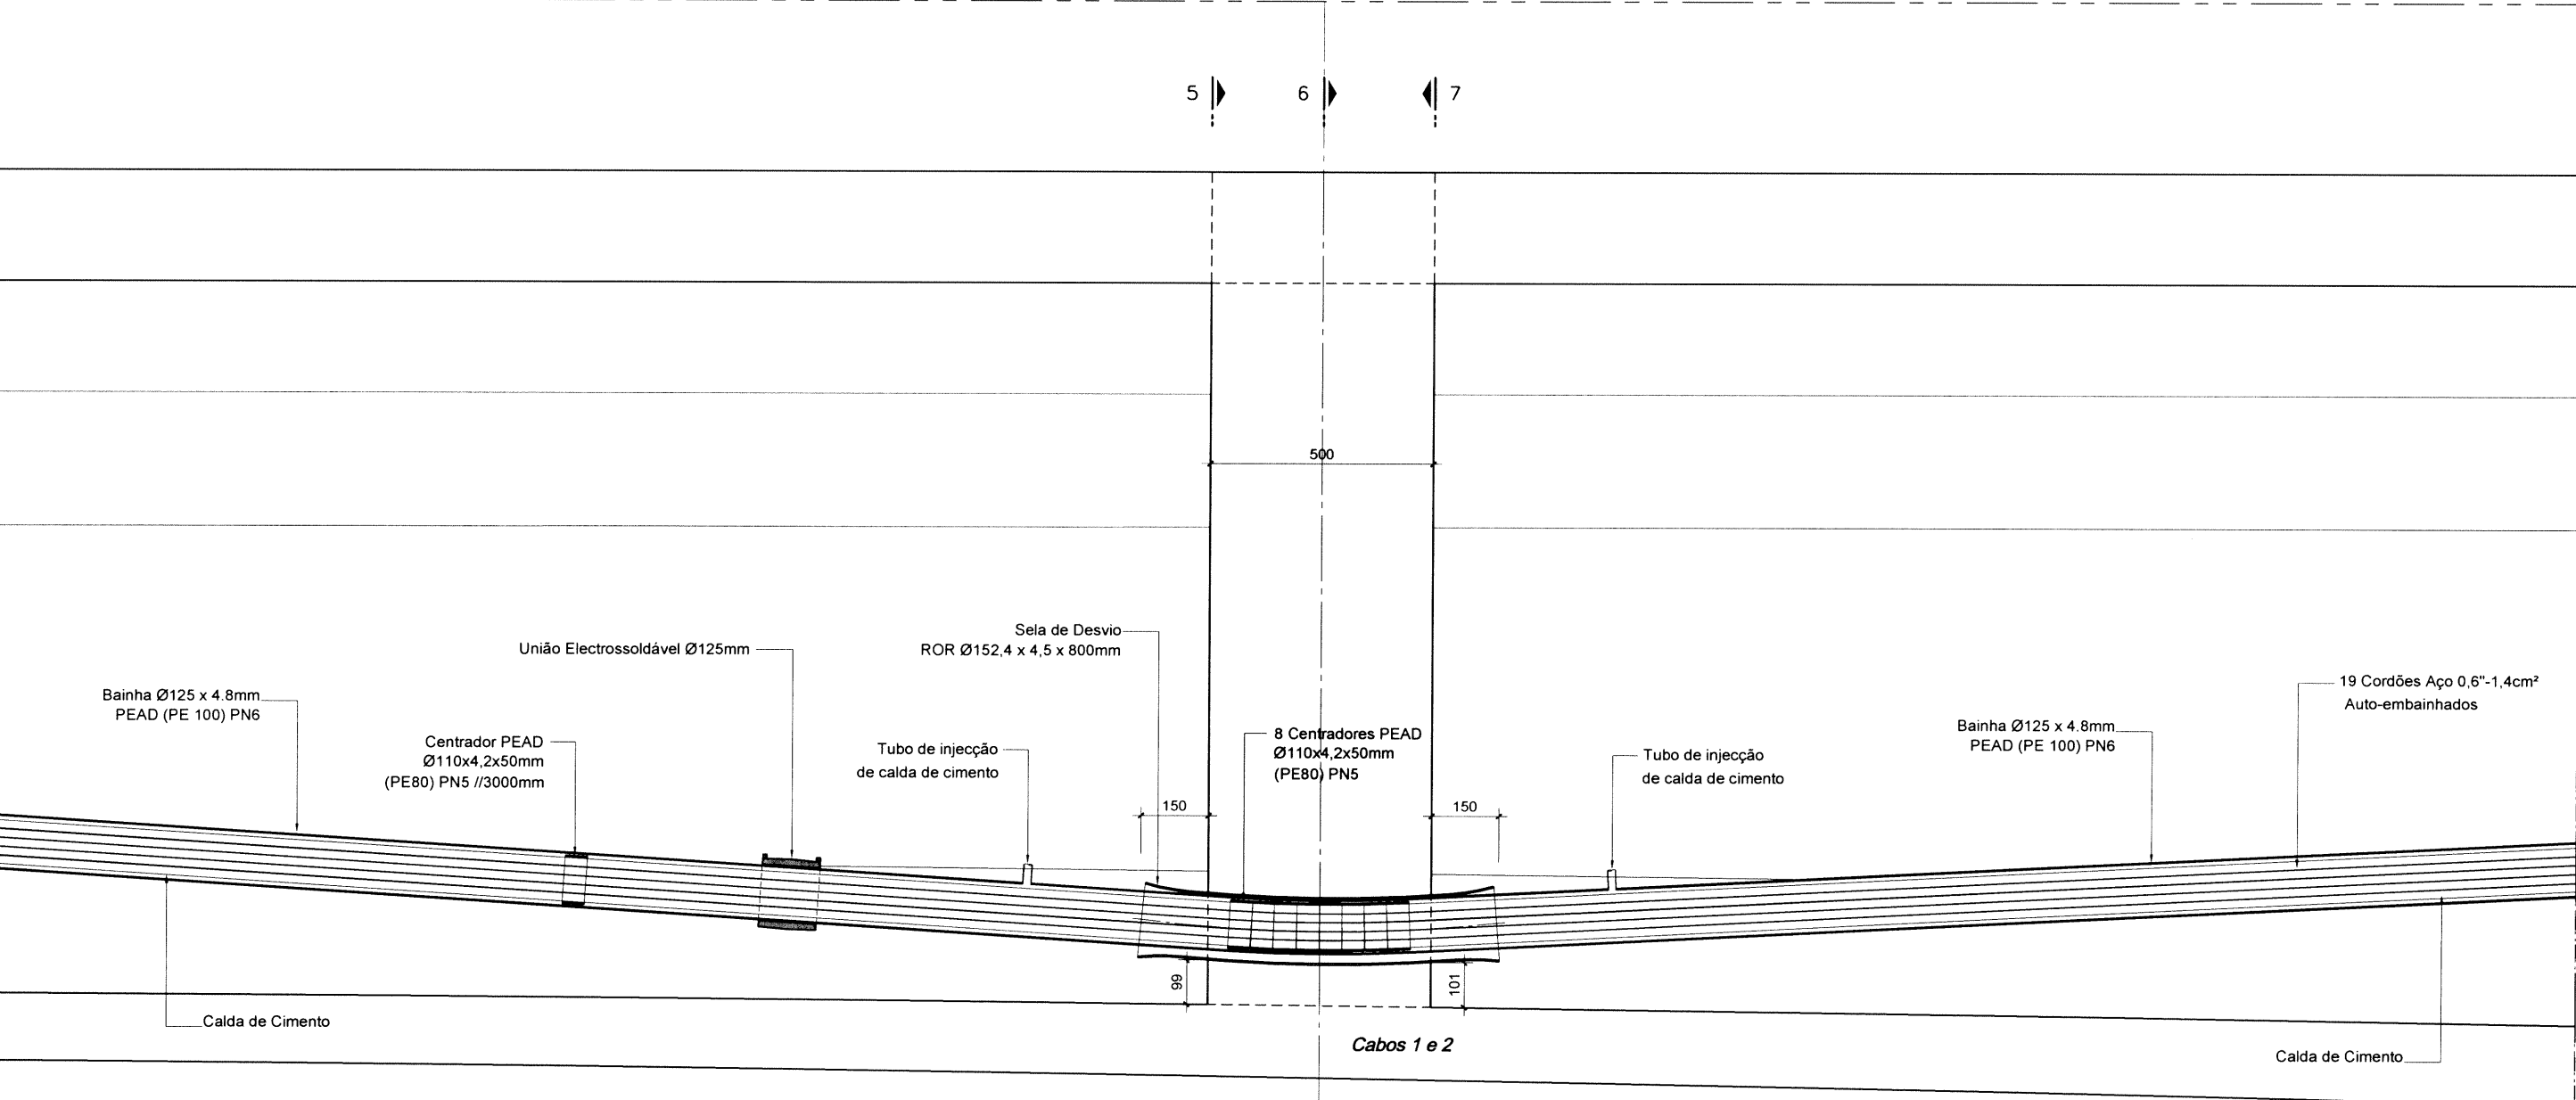 5
6
7
500
Sela de Desvio
ROR Ø152,4 x 4,5 x 800mm
União Electrossoldável Ø125mm
Bainha Ø125 x 4.8mm
PEAD (PE 100) PN6
Centrador PEAD
Ø110x4,2x50mm
(PE80) PN5 //3000mm
Tubo de injecção
de calda de cimento
8 Centradores PEAD
Ø110x4,2x50mm
(PE80) PN5
Tubo de injecção
de calda de cimento
19 Cordões Aço 0,6"-1,4cm²
Auto-embainhados
Bainha Ø125 x 4.8mm
PEAD (PE 100) PN6
150
150
99
101
Calda de Cimento
Cabos 1 e 2
Calda de Cimento